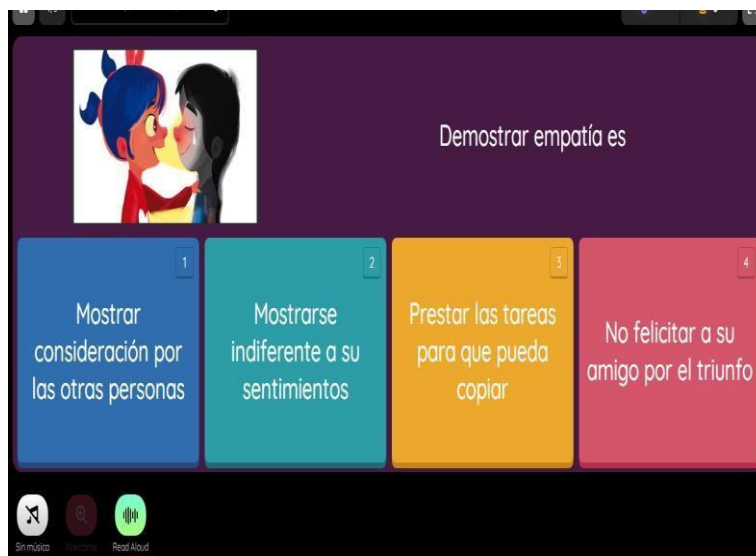 Demostrar empatía es
1
Mostrar
consideración por
las otras personas
2
Mostrarse
indiferente a su
sentimientos
3
Prestar las tareas
para que pueda
copiar
4
No felicitar a su
amigo por el triunfo
Sin música
Acercarse
Read Aloud